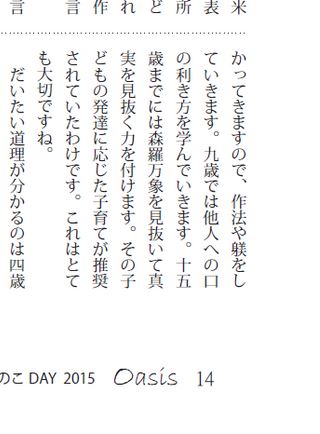 米
表
所
ど
れ
作
言
言
かってきますので、作法や躾をし
ていきます。九歳では他人への口
の利き方を学んでいきます。十五
歳までには森羅万象を見抜いて真
実を見抜く力を付けます。その子
どもの発達に応じた子育てが推奨
されていたわけです。これはとて
も大切ですね。
　だいたい道理が分かるのは四歳
のこ DAY 2015 Oasis 14